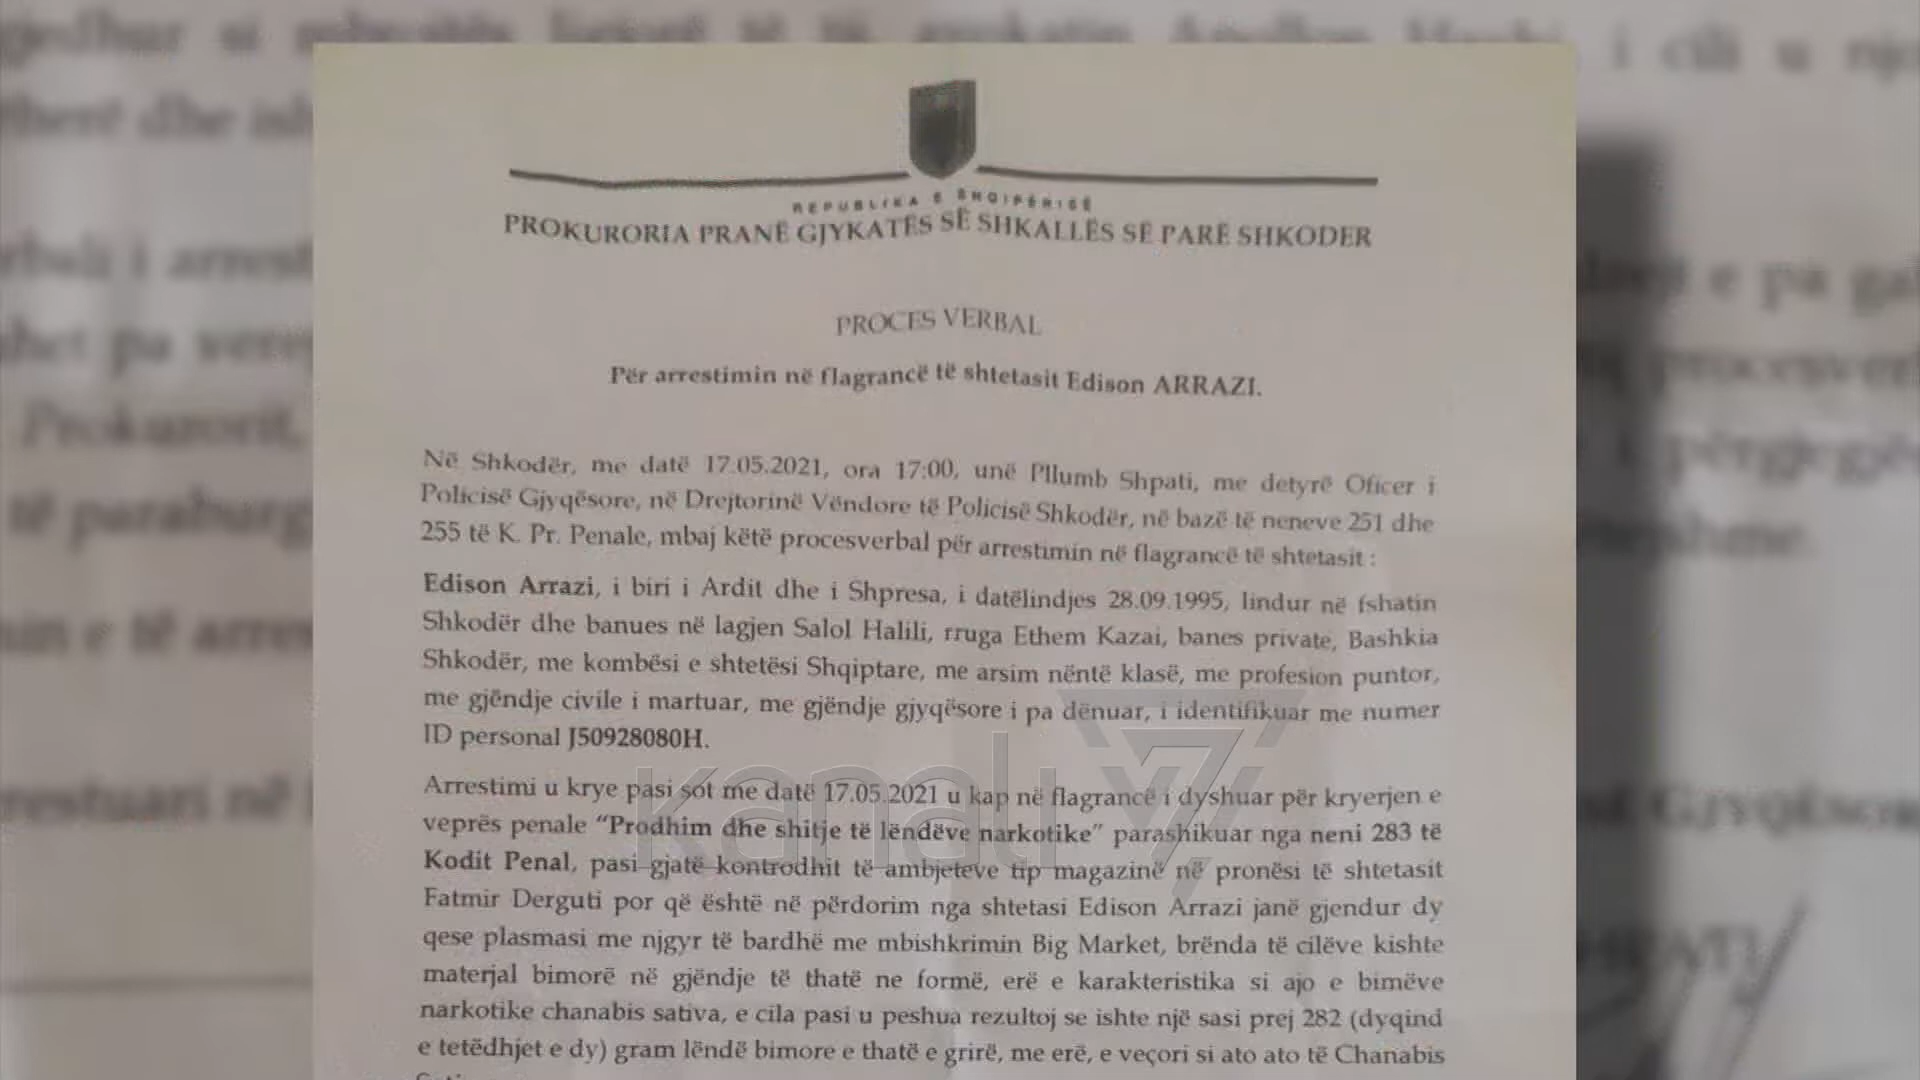 REPUBLIKA E SHQIPËRISË
PROKURORIA PRANË GJYKATËS SË SHKALLËS SË PARË SHKODER
PROCES VERBAL
Për arrestimin në flagrancë të shtetasit Edison ARRAZI.
Në Shkodër, me datë 17.05.2021, ora 17:00, unë Pllumb Shpati, me detyrë Oficer i
Policisë Gjyqësore, në Drejtorinë Vëndore të Policisë Shkodër, në bazë të neneve 251 dhe
255 të K. Pr. Penale, mbaj këtë procesverbal për arrestimin në flagrancë të shtetasit :
Edison Arrazi, i biri i Ardit dhe i Shpresa, i datëlindjes 28.09.1995, lindur në fshatin
Shkodër dhe banues në lagjen Salol Halili, rruga Ethem Kazai, banes private, Bashkia
Shkodër, me kombësi e shtetësi Shqiptare, me arsim nëntë klasë, me profesion puntor,
me gjëndje civile i martuar, me gjëndje gjyqësore i pa dënuar, i identifikuar me numer
ID personal J50928080H.
Arrestimi u krye pasi sot me datë 17.05.2021 u kap në flagrancë i dyshuar për kryerjen e
veprës penale “Prodhim dhe shitje të lëndëve narkotike” parashikuar nga neni 283 të
Kodit Penal, pasi gjatë kontrodhit të ambjeteve tip magazinë në pronësi të shtetasit
Fatmir Derguti por që është në përdorim nga shtetasi Edison Arrazi janë gjendur dy
qese plasmasi me njgyr të bardhë me mbishkrimin Big Market, brënda të cilëve kishte
materjal bimorë në gjëndje të thatë ne formë, erë e karakteristika si ajo e bimëve
narkotike chanabis sativa, e cila pasi u peshua rezultoj se ishte një sasi prej 282 (dyqind
e tetëdhjet e dy) gram lëndë bimore e thatë e grirë, me erë, e veçori si ato ato të Chanabis
kanali 7